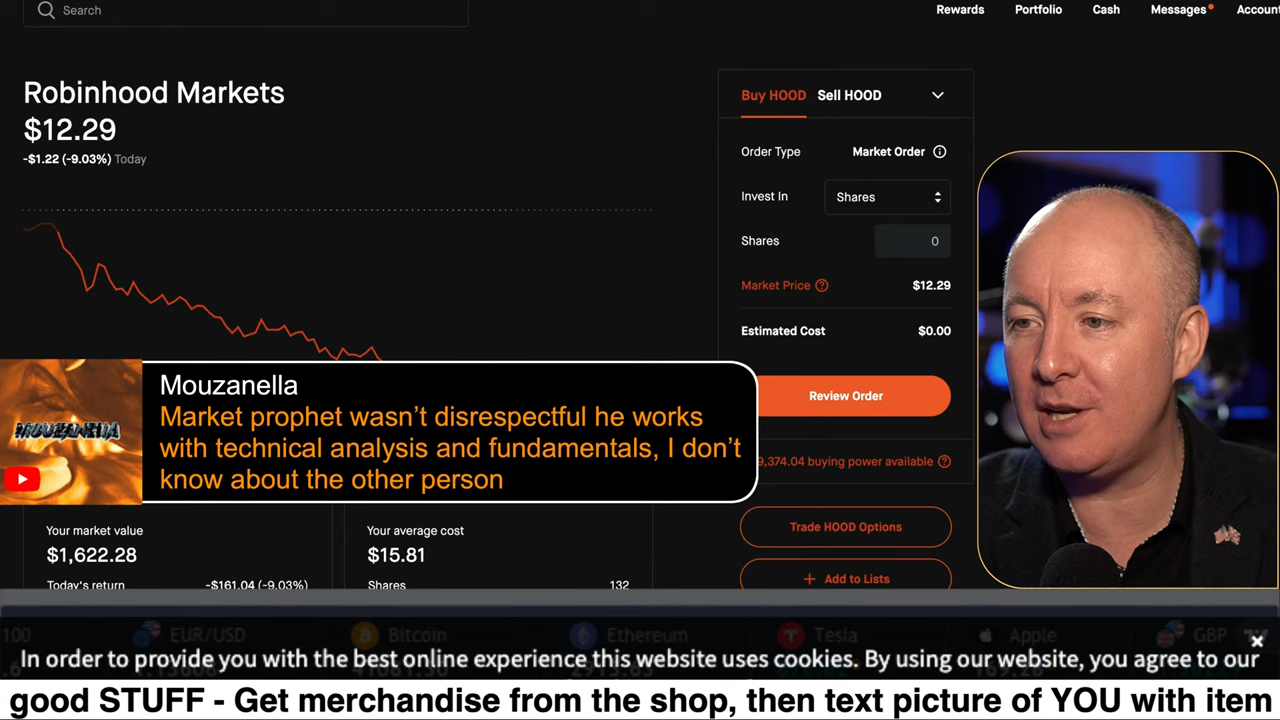 Search
Rewards
Portfolio
Cash
Messages
Robinhood Markets
$12.29
-$1.22 (-9.03%) Today
Buy HOOD
Sell HOOD
Order Type
Market Order
Invest In
Shares
Shares
0
Market Price
$12.29
Estimated Cost
$0.00
Review Order
9,374.04 buying power available
Trade HOOD Options
+ Add to Lists
MOUZANELLA
Mouzanella
Market prophet wasn't disrespectful he works
with technical analysis and fundamentals, I don't
know about the other person
Your market value
$1,622.28
Today's return
-$161.04 (-9.03%)
Your average cost
$15.81
Shares
132
100
EUR/USD
Bitcoin
Ethereum
Tesla
Apple
GBP
In order to provide you with the best online experience this website uses cookies. By using our website, you agree to our
good STUFF - Get merchandise from the shop, then text picture of YOU with item